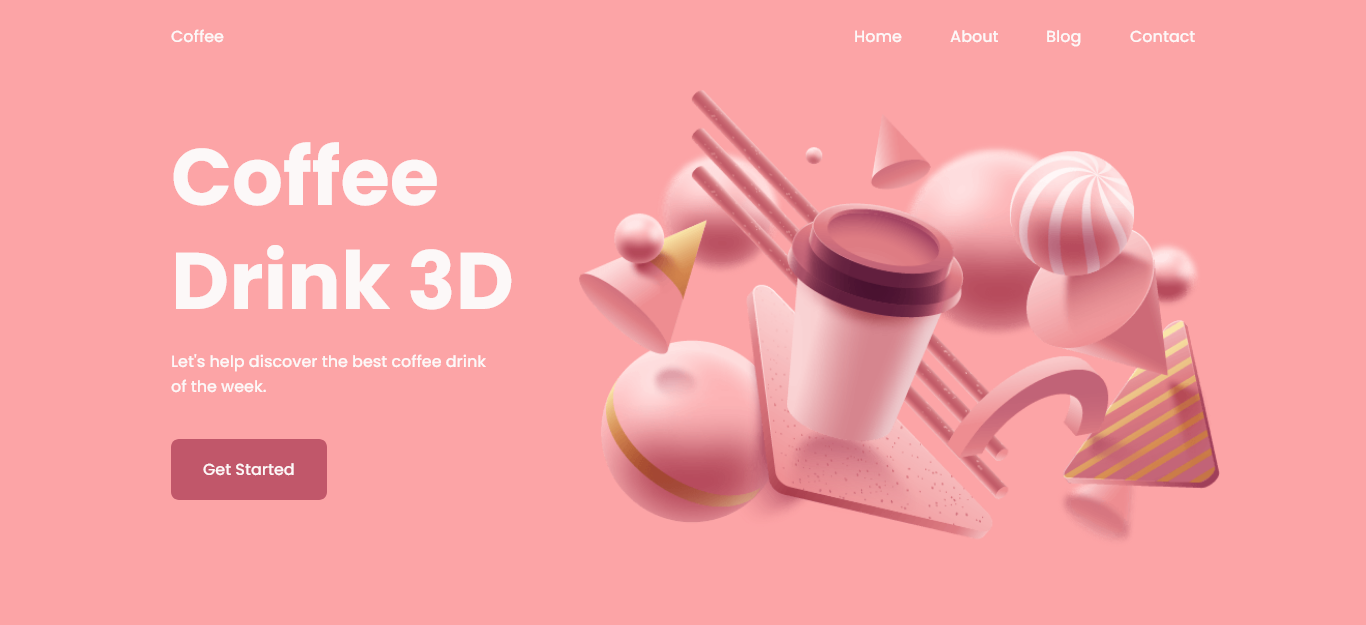 Coffee
Home About Blog Contact
Coffee
Drink 3D
Let's help discover the best coffee drink
of the week.
Get Started